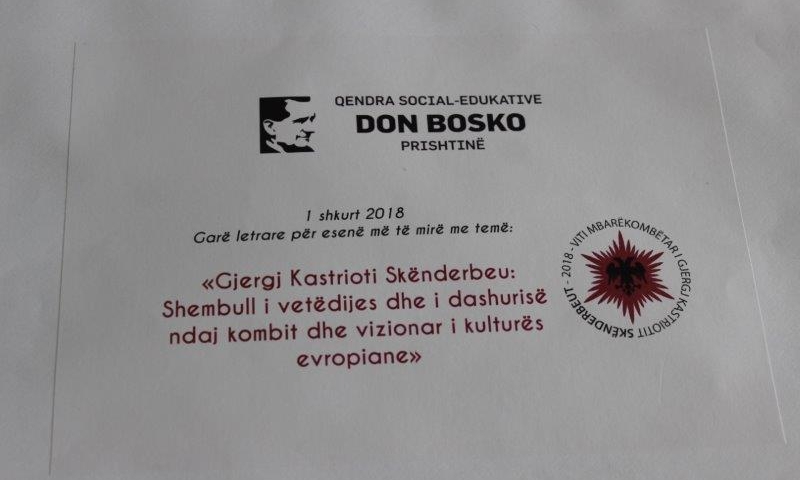 QENDRA SOCIAL-EDUKATIVE
DON BOSKO
PRISHTINË
1 shkurt 2018
Garë letrare për esenë më të mirë me temë:
«Gjergj Kastrioti Skënderbeu:
Shembull i vetëdijes dhe i dashurisë
ndaj kombit dhe vizionar i kulturës
evropiane»
2018 - VITI MBARËKOMBËTAR I GJERGJ KASTRIOTIT SKËNDERBEUT -